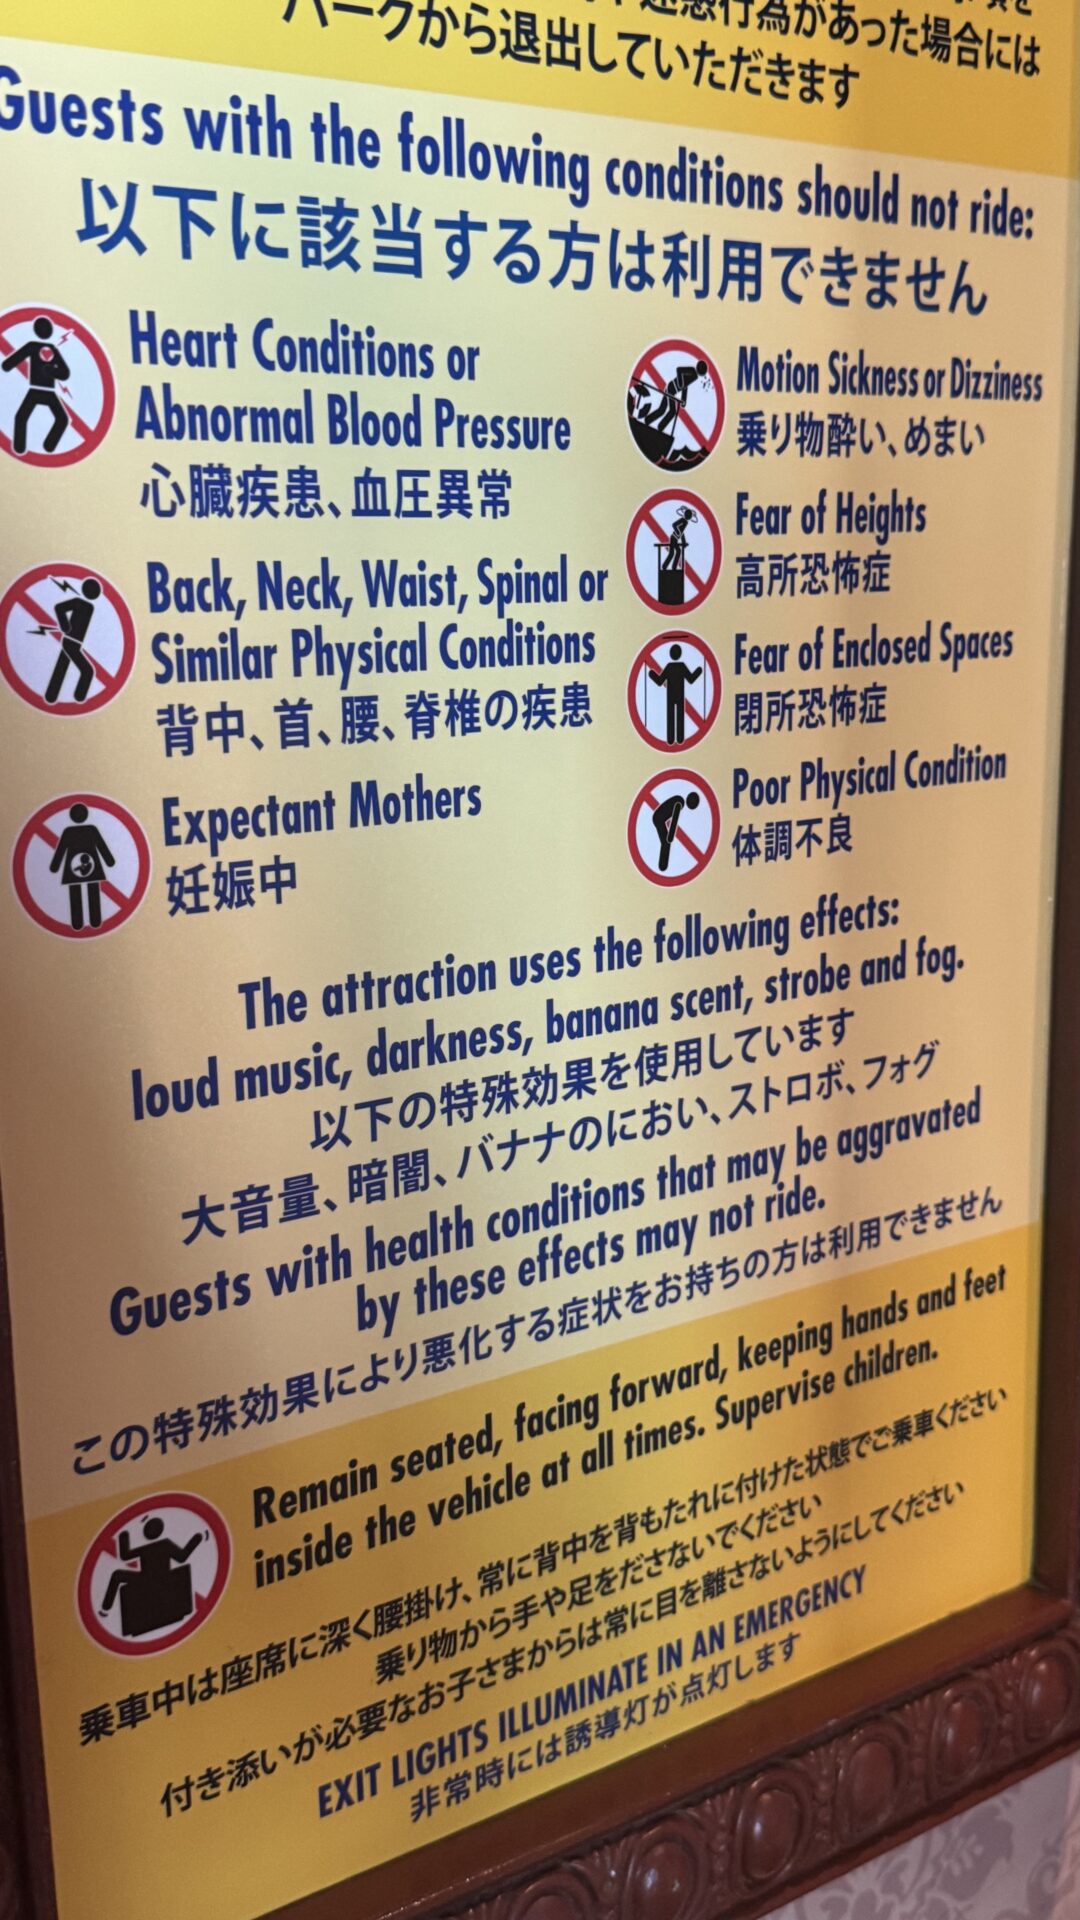 迷惑行為があった場合には
パークから退出していただきます
Guests with the following conditions should not ride:
以下に該当する方は利用できません
Heart Conditions or
Abnormal Blood Pressure
心臓疾患、血圧異常
Back, Neck, Waist, Spinal or
Similar Physical Conditions
背中、首、腰、脊椎の疾患
Expectant Mothers
妊娠中
Motion Sickness or Dizziness
乗り物酔い、めまい
Fear of Heights
高所恐怖症
Fear of Enclosed Spaces
閉所恐怖症
Poor Physical Condition
体調不良
The attraction uses the following effects:
loud music, darkness, banana scent, strobe and fog.
以下の特殊効果を使用しています
大音量、暗闇、バナナのにおい、ストロボ、フォグ
Guests with health conditions that may be aggravated
by these effects may not ride.
この特殊効果により悪化する症状をお持ちの方は利用できません
Remain seated, facing forward, keeping hands and feet
inside the vehicle at all times. Supervise children.
乗車中は座席に深く腰掛け、常に背中を背もたれに付けた状態でご乗車ください
乗り物から手や足をださないでください
付き添いが必要なお子さまからは常に目を離さないようにしてください
EXIT LIGHTS ILLUMINATE IN AN EMERGENCY
非常時には誘導灯が点灯します